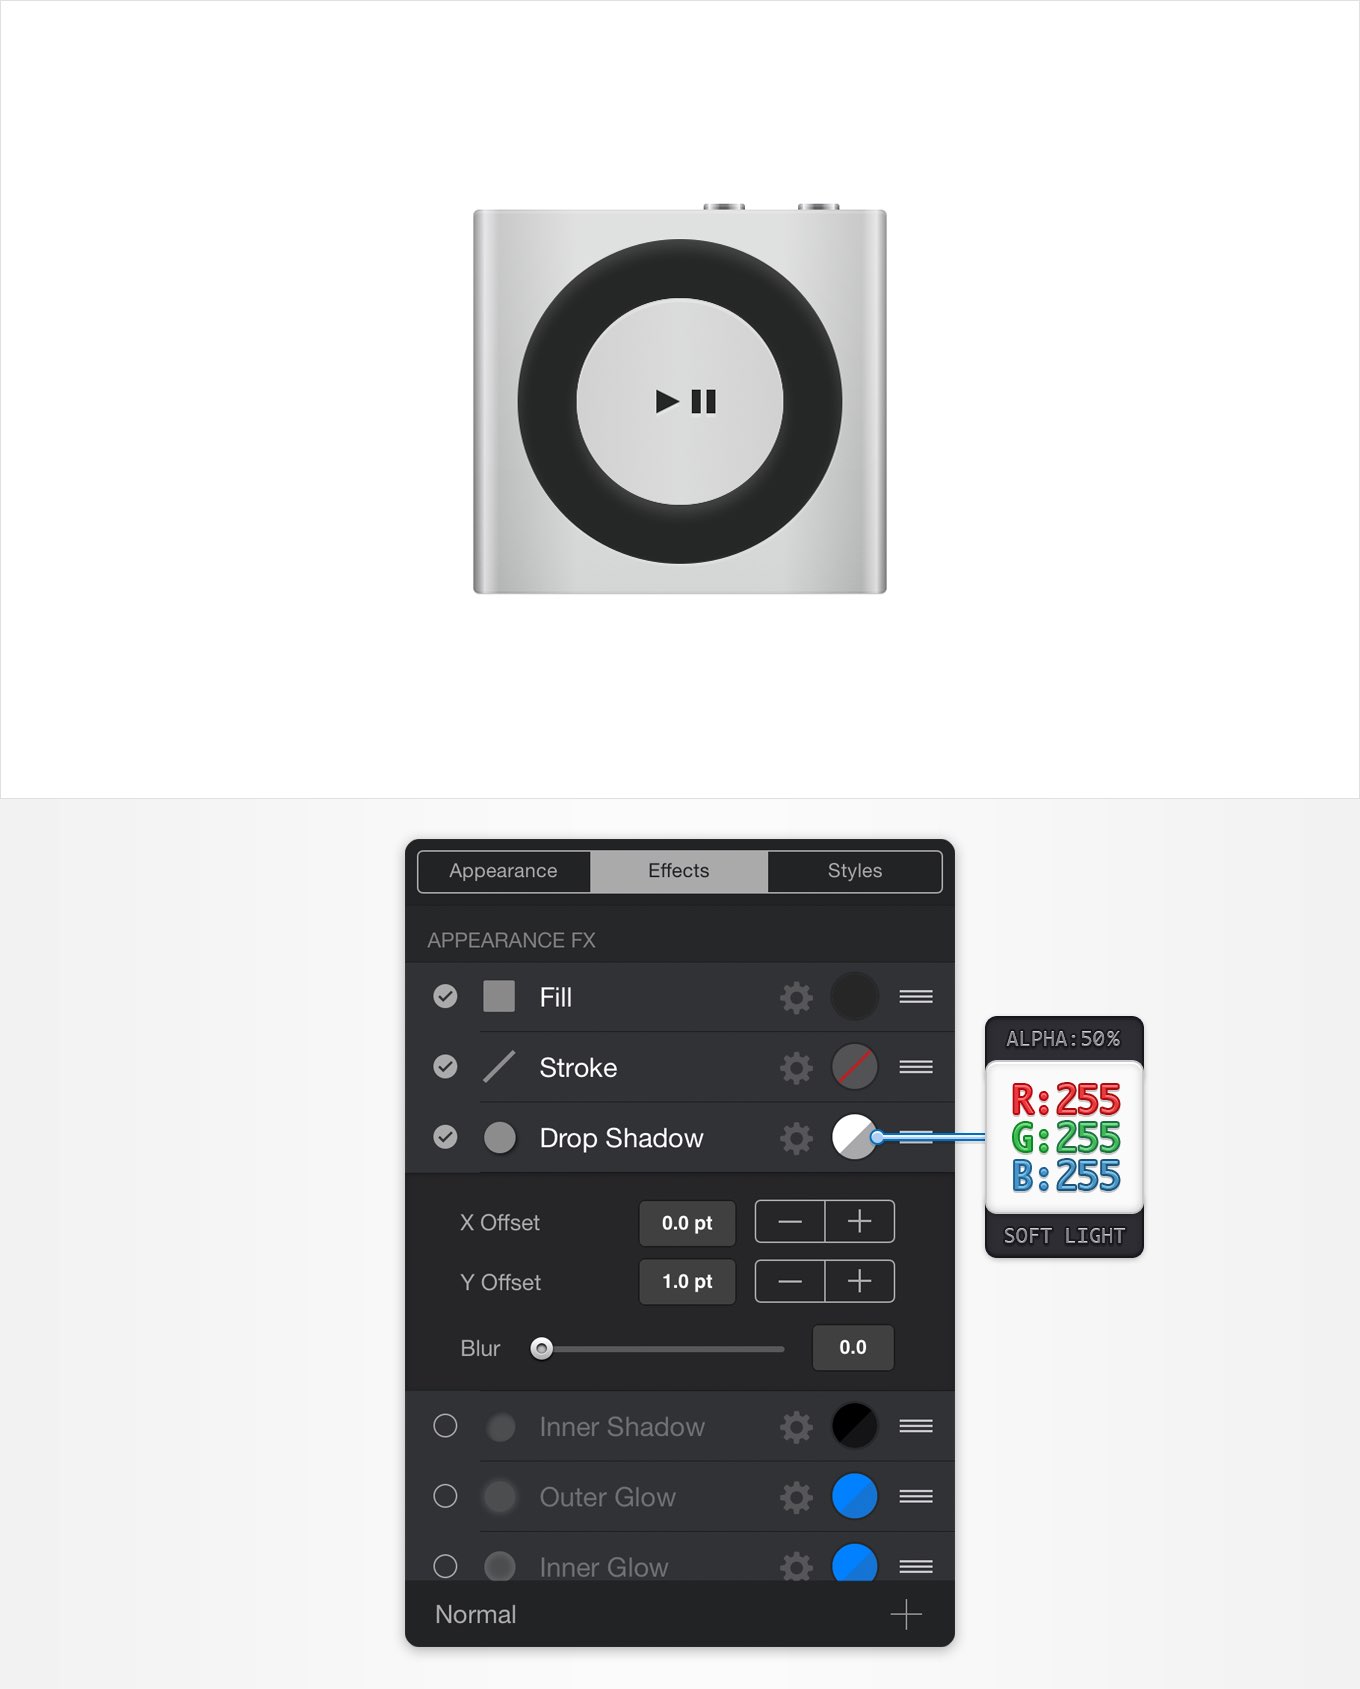 Appearance Effects Styles
APPEARANCE FX
Fill
Stroke
Drop Shadow
X Offset 0.0 pt
Y Offset 1.0 pt
Blur 0.0
Inner Shadow
Outer Glow
Inner Glow
Normal
ALPHA:50%
R:255
G:255
B:255
SOFT LIGHT